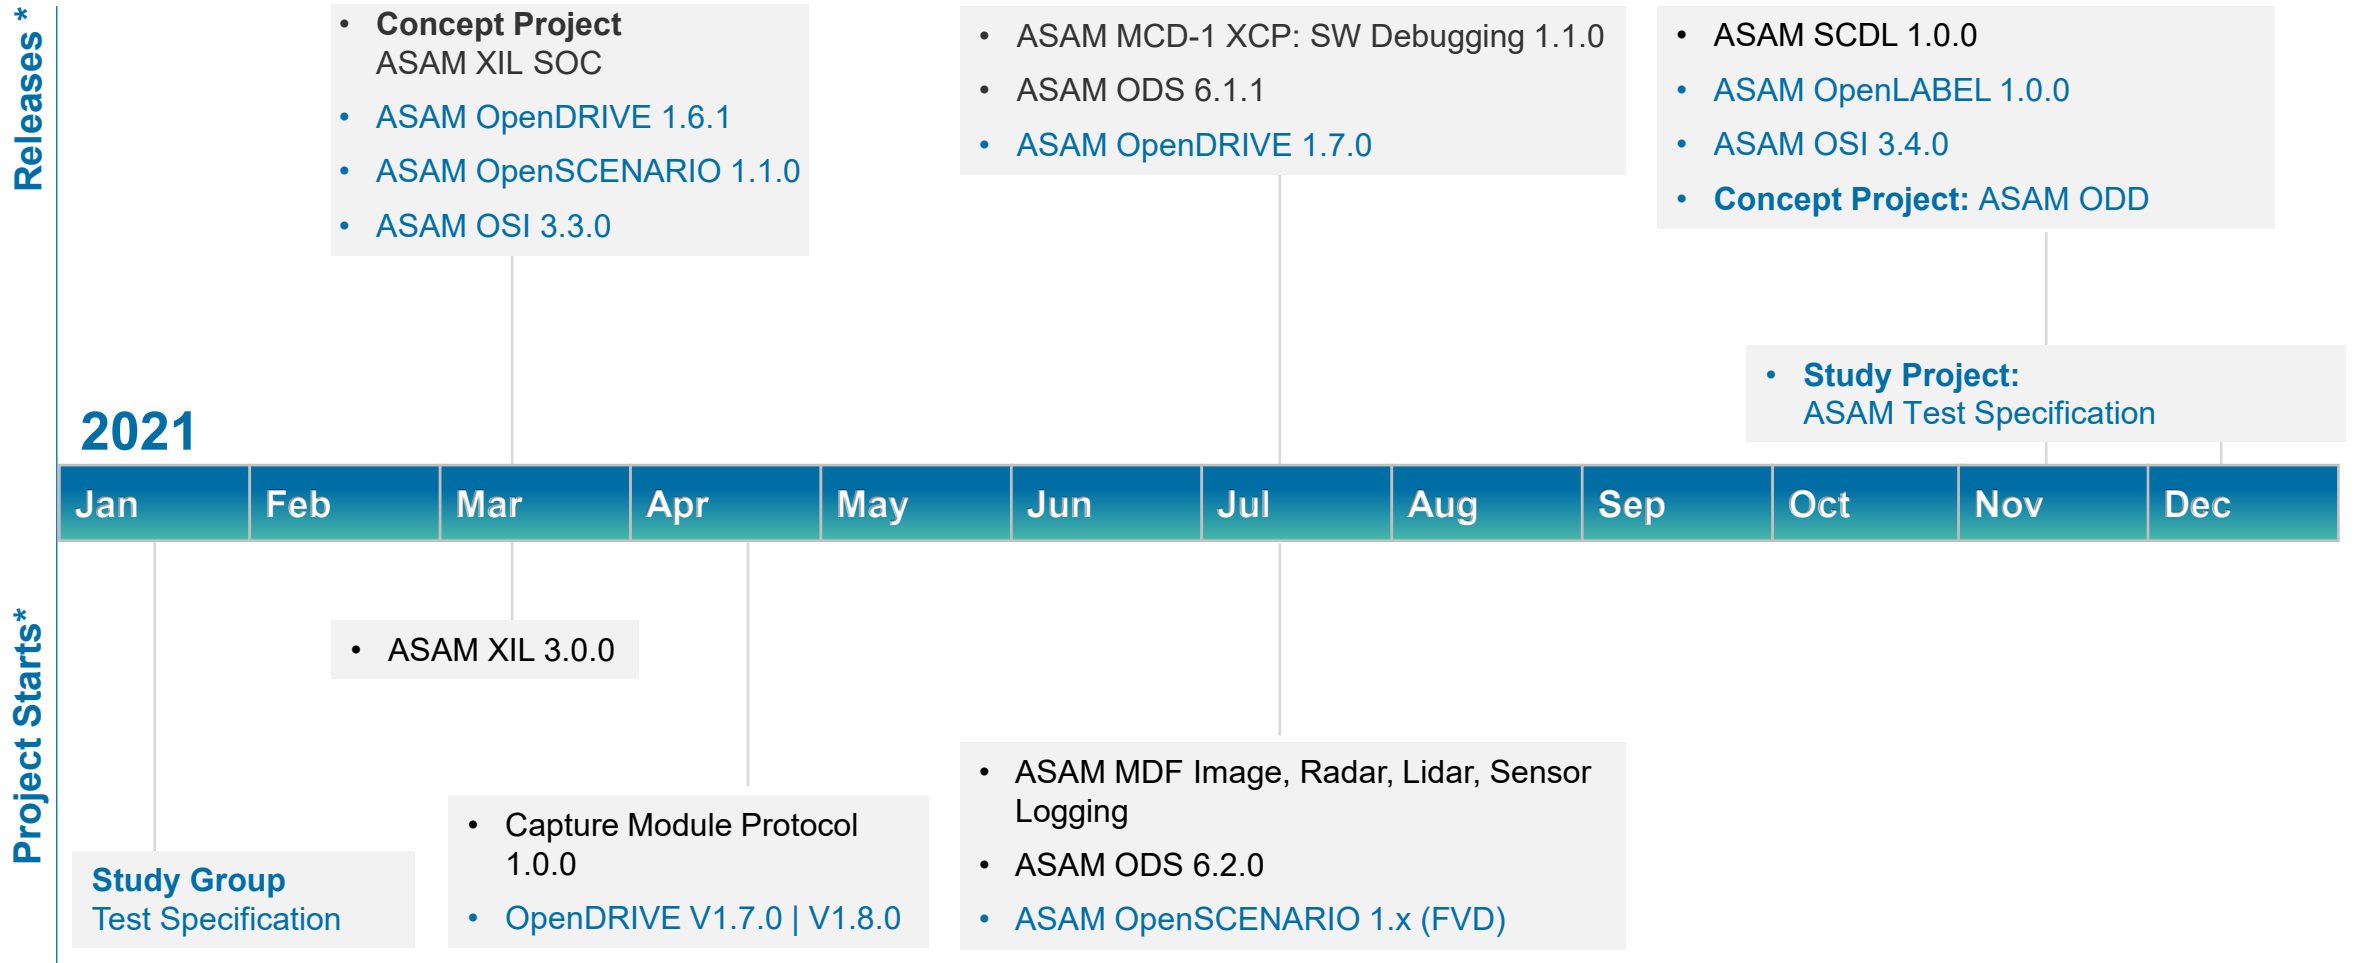 Releases *
• Concept Project
ASAM XIL SOC
• ASAM OpenDRIVE 1.6.1
• ASAM OpenSCENARIO 1.1.0
• ASAM OSI 3.3.0
• ASAM MCD-1 XCP: SW Debugging 1.1.0
• ASAM ODS 6.1.1
• ASAM OpenDRIVE 1.7.0
• ASAM SCDL 1.0.0
• ASAM OpenLABEL 1.0.0
• ASAM OSI 3.4.0
• Concept Project: ASAM ODD
• Study Project:
ASAM Test Specification
2021
Jan Feb Mar Apr May Jun Jul Aug Sep Oct Nov Dec
Project Starts*
Study Group
Test Specification
• ASAM XIL 3.0.0
• Capture Module Protocol
1.0.0
• OpenDRIVE V1.7.0 | V1.8.0
• ASAM MDF Image, Radar, Lidar, Sensor
Logging
• ASAM ODS 6.2.0
• ASAM OpenSCENARIO 1.x (FVD)